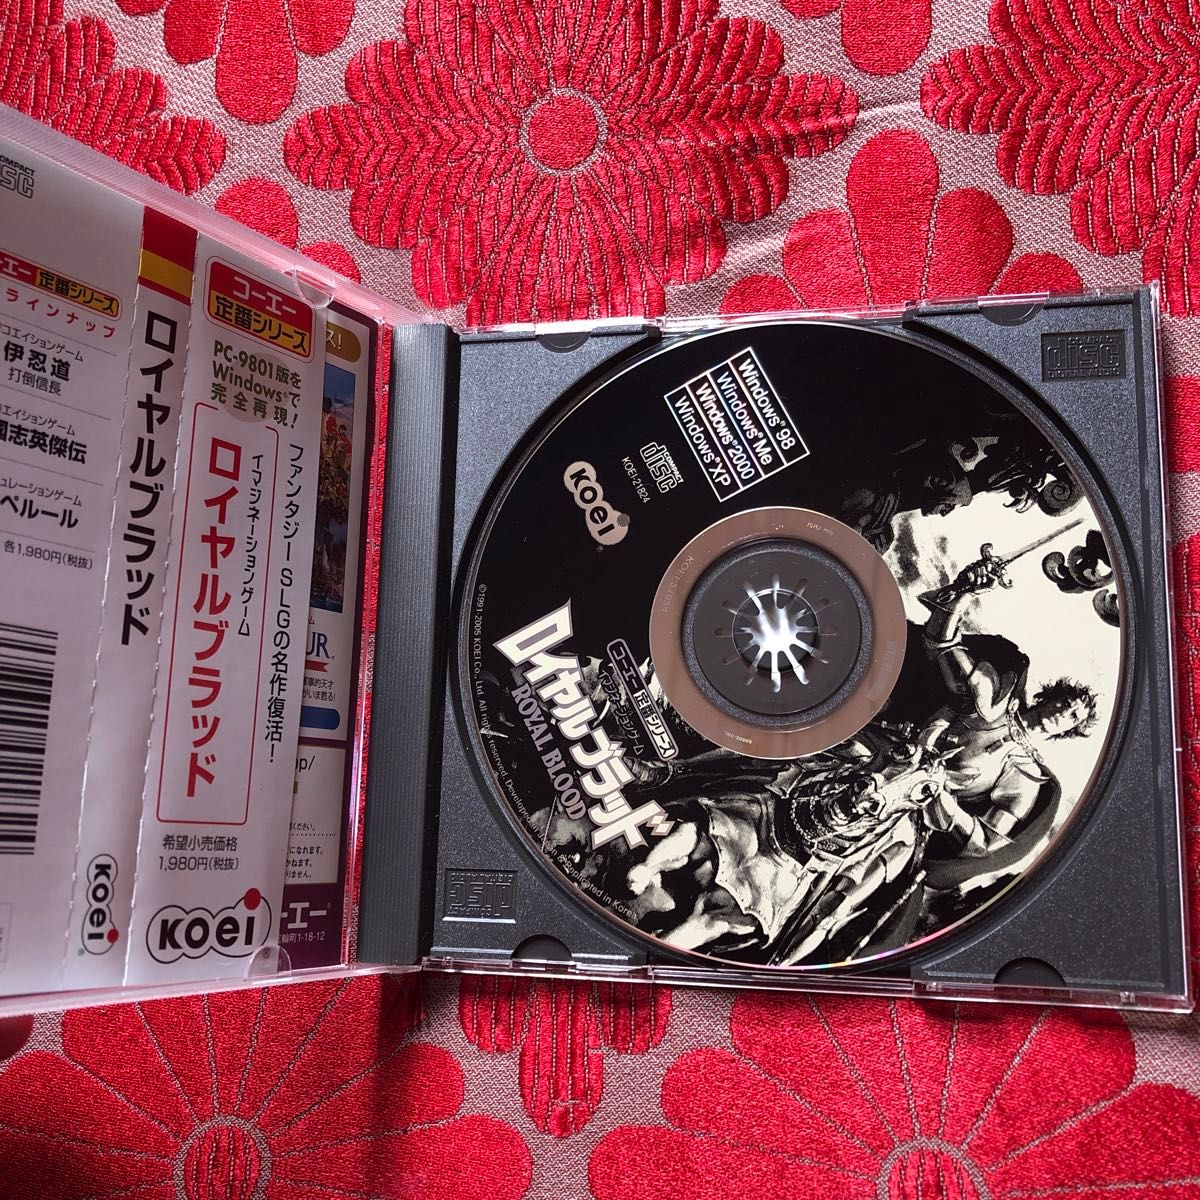 COMPACT
DISC
コーエー 定番シリーズ
ラインナップ
伊忍道
打倒信長
国志英傑伝
ペルール
各1,980円(税抜)
ロイヤルブラッド
KOEI
コーエー
定番シリーズ
PC-9801版を
Windows®で
完全再現!
ファンタジーSLGの名作復活!
イマジネーションゲーム
ロイヤルブラッド
希望小売価格
1,980円(税抜)
KOEI
Windows® 98
Windows® Me
Windows® 2000
Windows® XP
COMPACT
disc
KOEI-21824
KOEI
©1991-2005 KOEI Co., Ltd. All rights reserved.
コーエー定番シリーズ
イマジネーションゲーム
ロイヤルブラッド
ROYAL BLOOD
disc